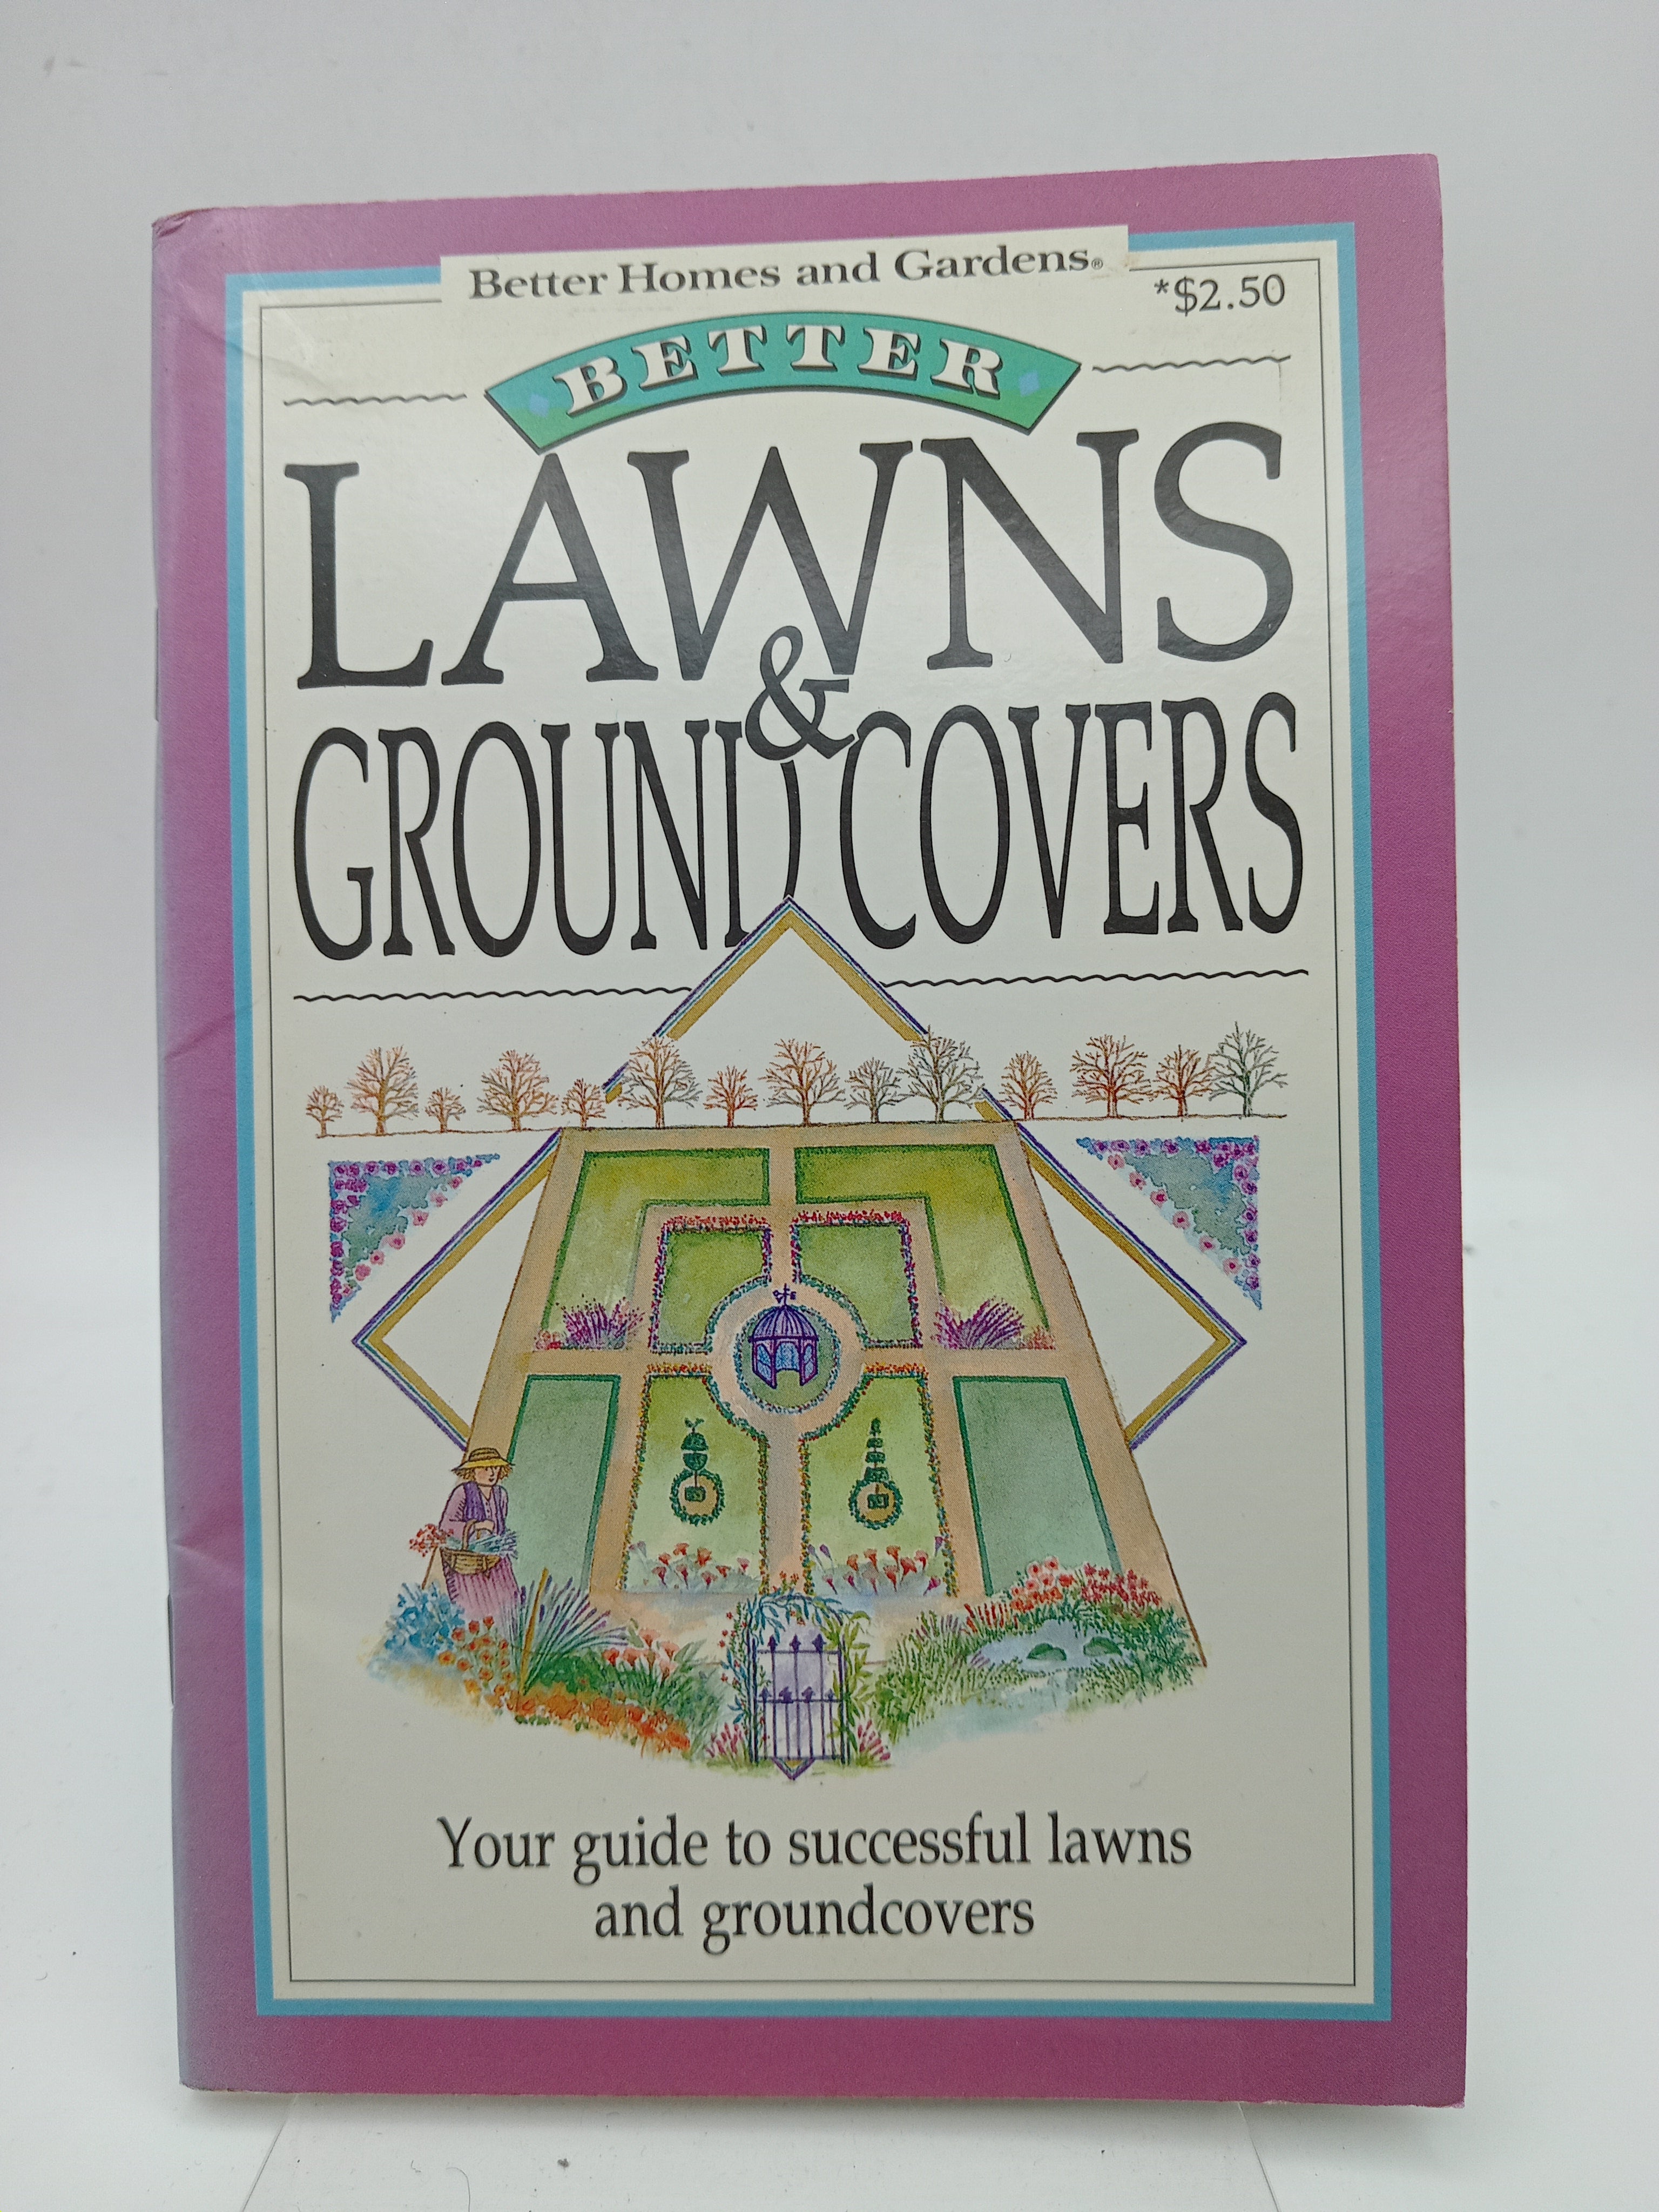 Better Homes and Gardens®
*$2.50
BETTER
LAWNS
&
GROUND COVERS
Your guide to successful lawns
and groundcovers